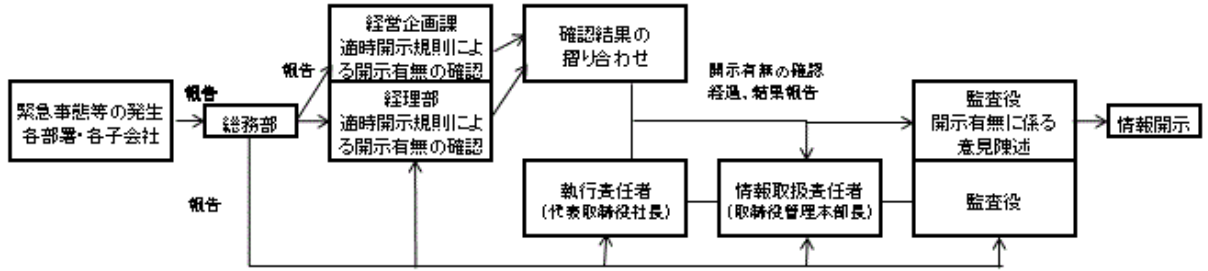 緊急事態等の発生
各部署・各子会社
報告
総務部
報告
経営企画課
適時開示規則によ
る開示有無の確認
経理部
適時開示規則によ
る開示有無の確認
確認結果の
摺り合わせ
開示有無の確認
経過、結果報告
監査役
開示有無に係る
意見陳述
情報開示
執行責任者
(代表取締役社長)
情報取扱責任者
(取締役管理本部長)
監査役
報告